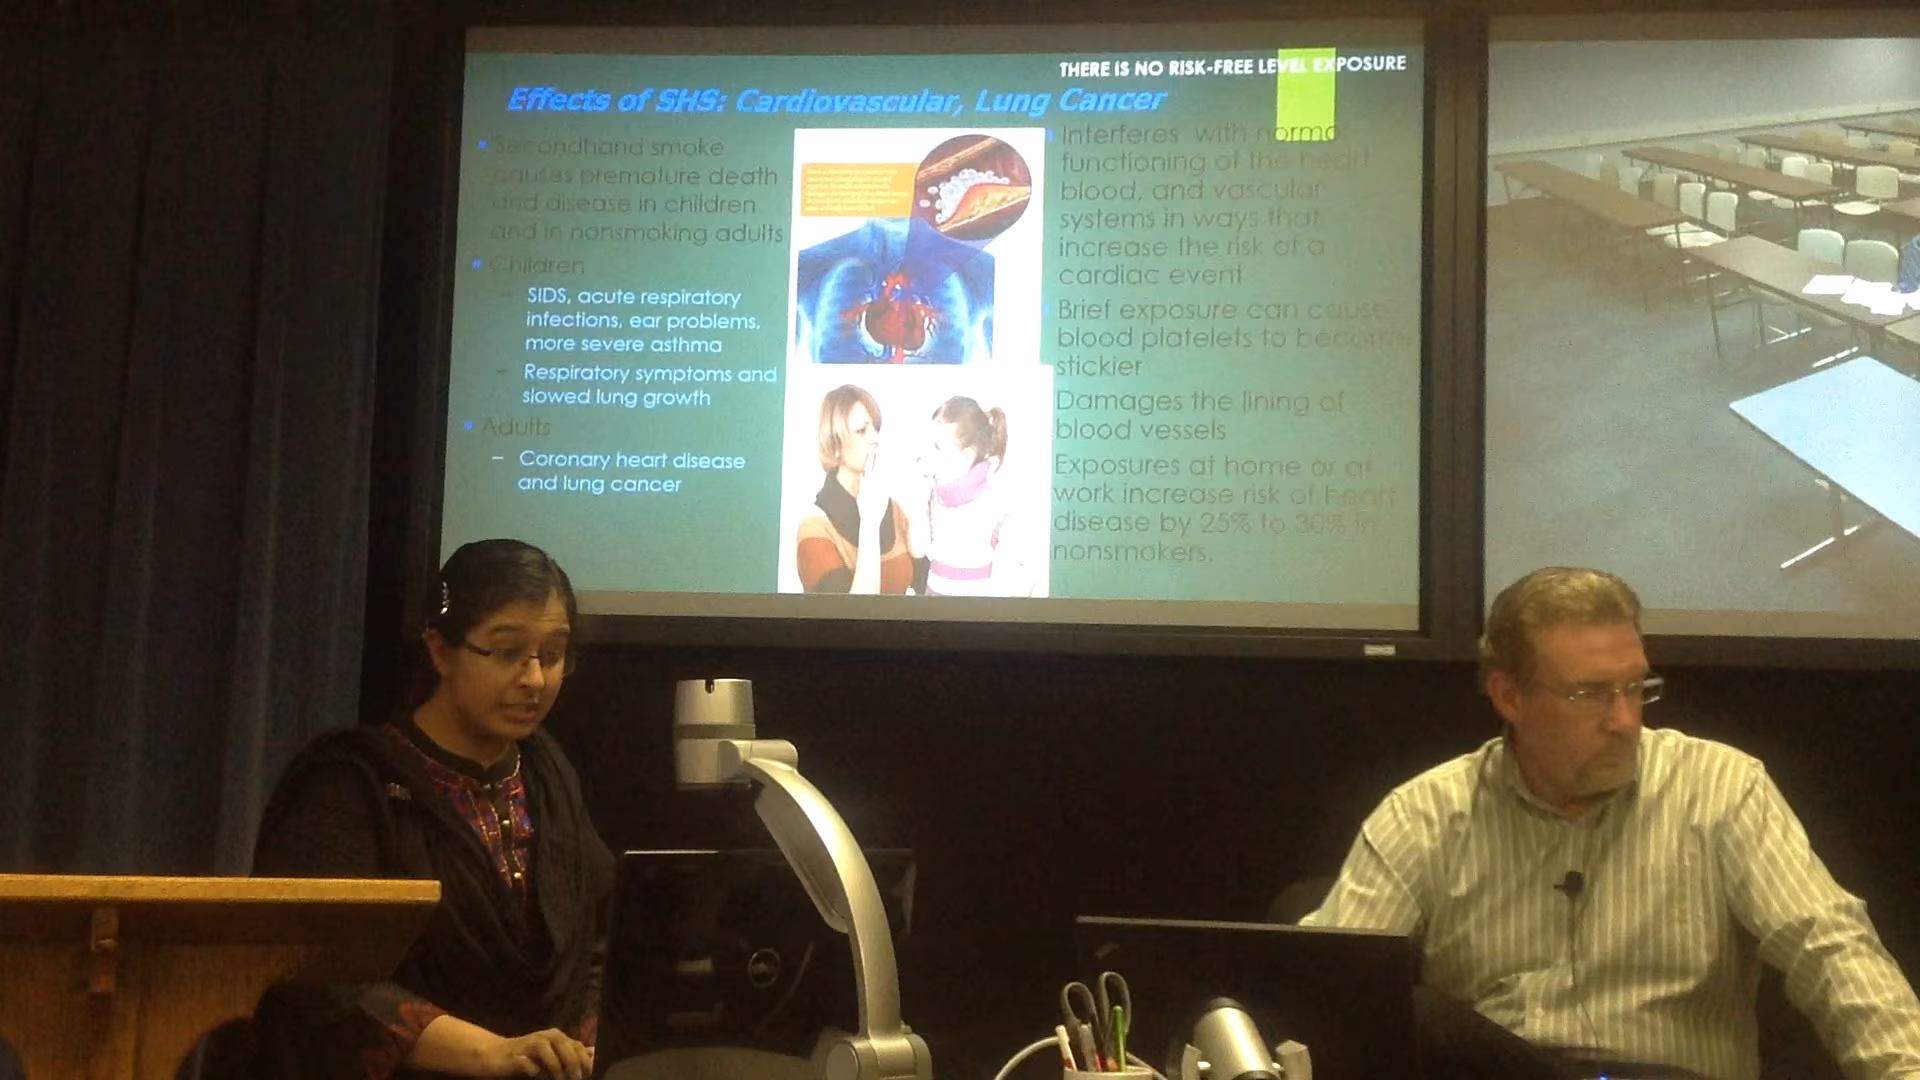 THERE IS NO RISK-FREE LEVEL EXPOSURE
Effects of SHS: Cardiovascular, Lung Cancer
Secondhand smoke
causes premature death
and disease in children
and in nonsmoking adults
Children
– SIDS, acute respiratory
infections, ear problems,
more severe asthma
– Respiratory symptoms and
slowed lung growth
Adults
– Coronary heart disease
and lung cancer
Interferes with normal
functioning of the heart
blood, and vascular
systems in ways that
increase the risk of a
cardiac event
Brief exposure can cause
blood platelets to become
stickier
Damages the lining of
blood vessels
Exposures at home or at
work increase risk of heart
disease by 25% to 30% in
nonsmokers.